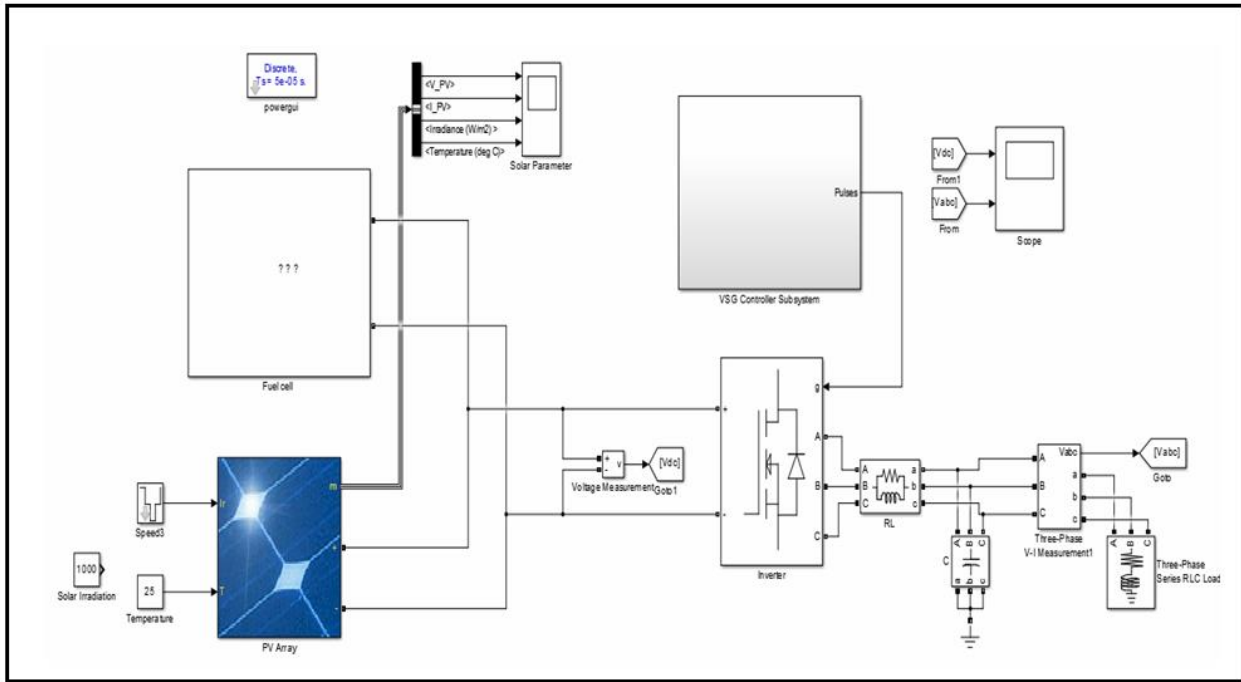 Discrete,
Ts = 5e-05 s.
powergui
<V_PV>
<I_PV>
<Irradiance (W/m2) >
<Temperature (deg C)>
Solar Parameter
? ? ?
Fuel cell
Pulses
VSG Controller Subsystem
[Vdc]
From1
[Vabc]
From
Scope
Speed3
1000
Solar Irradiation
25
Temperature
Ir
T
m
+
-
PV Array
+
-
v
Voltage Measurement
[Vdc]
Goto1
+
-
g
A
B
C
Inverter
A
B
C
a
b
c
RL
A B C
a b c
C
A
B
C
Vabc
a
b
c
Three-Phase
V-I Measurement1
[Vabc]
Goto
A B C
Three-Phase
Series RLC Load